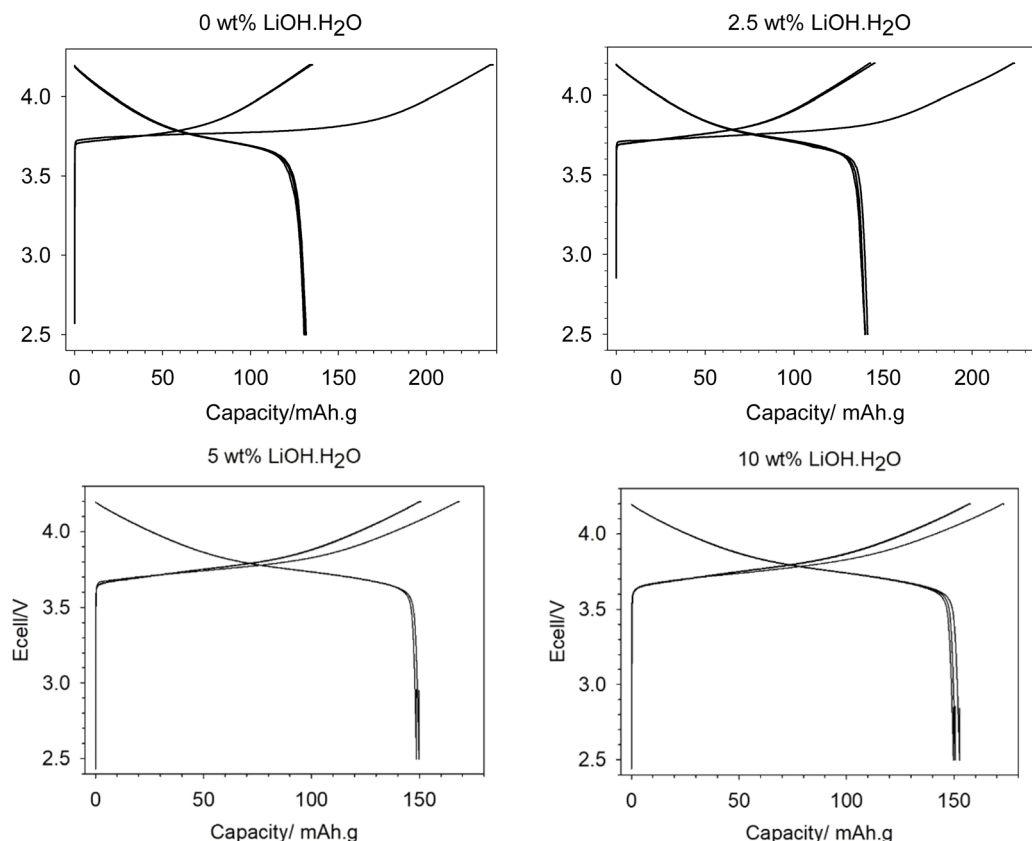 0 wt% LiOH.H2O
4.0
3.5
3.0
2.5
0 50 100 150 200
Capacity/mAh.g
2.5 wt% LiOH.H2O
4.0
3.5
3.0
2.5
0 50 100 150 200
Capacity/ mAh.g
5 wt% LiOH.H2O
Ecell/V
4.0
3.5
3.0
2.5
0 50 100 150
Capacity/ mAh.g
10 wt% LiOH.H2O
Ecell/V
4.0
3.5
3.0
2.5
0 50 100 150
Capacity/ mAh.g